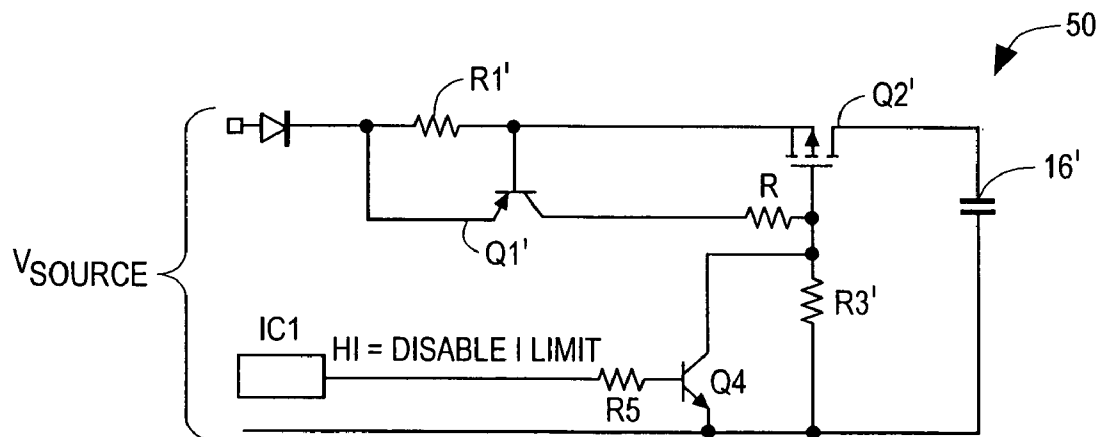 50
R1'
Q2'
16'
R
Q1'
VSOURCE
R3'
IC1
HI = DISABLE I LIMIT
Q4
R5